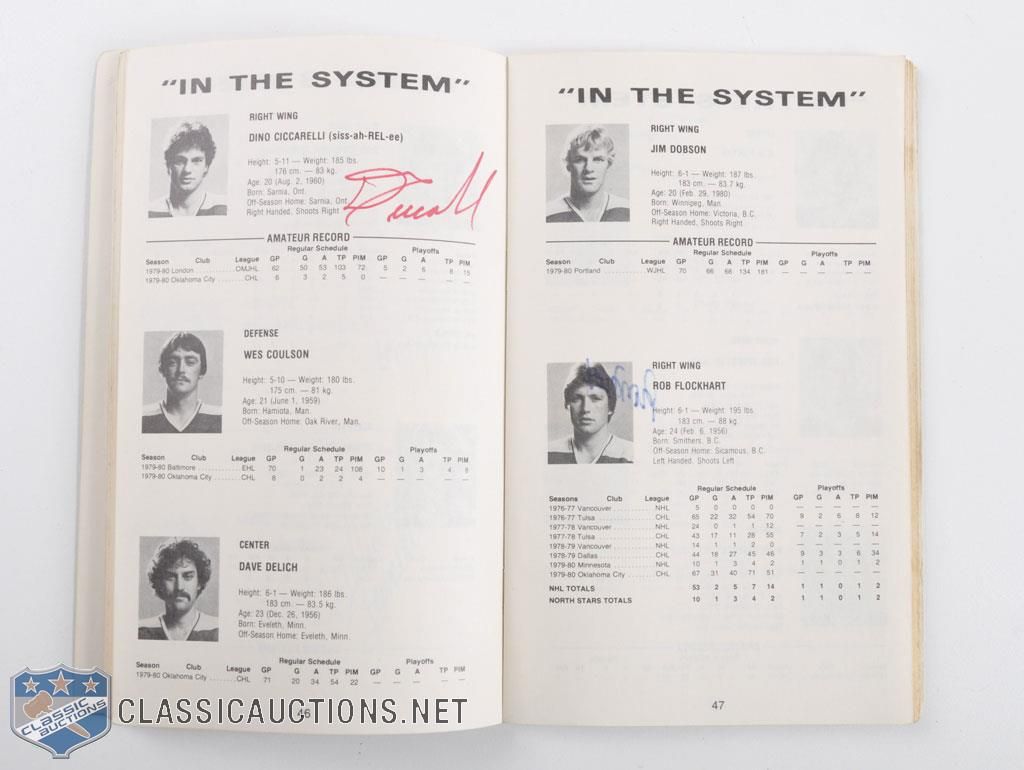 "IN THE SYSTEM"
RIGHT WING
DINO CICCARELLI (siss-ah-REL-ee)
Height: 5-11 — Weight: 185 lbs.
176 cm. — 83 kg.
Age: 20 (Aug. 2, 1960)
Born: Sarnia, Ont.
Off-Season Home: Sarnia, Ont
Right Handed, Shoots Right
AMATEUR RECORD
Regular Schedule Playoffs
Season Club League GP G A TP PIM GP G A TP PIM
1979-80 London OMJHL 62 50 53 103 72 5 2 6 8 15
1979-80 Oklahoma City CHL 6 3 2 5 0 — — — — —
DEFENSE
WES COULSON
Height: 5-10 — Weight: 180 lbs.
175 cm. — 81 kg.
Age: 21 (June 1, 1959)
Born: Hamiota, Man.
Off-Season Home: Oak River, Man.
Regular Schedule Playoffs
Season Club League GP G A TP PIM GP G A TP PIM
1979-80 Baltimore EHL 70 1 23 24 108 10 1 3 4 8
1979-80 Oklahoma City CHL 8 0 2 2 4 — — — — —
CENTER
DAVE DELICH
Height: 6-1 — Weight: 186 lbs.
183 cm. — 83.5 kg.
Age: 23 (Dec. 26, 1956)
Born: Eveleth, Minn.
Off-Season Home: Eveleth, Minn.
Regular Schedule Playoffs
Season Club League GP G A TP PIM GP G A TP PIM
1979-80 Oklahoma City CHL 71 20 34 54 22 — — — — —
46
"IN THE SYSTEM"
RIGHT WING
JIM DOBSON
Height: 6-1 — Weight: 187 lbs.
183 cm. — 83.7 kg.
Age: 20 (Feb. 29, 1980)
Born: Winnipeg, Man.
Off-Season Home: Victoria, B.C.
Right Handed, Shoots Right
AMATEUR RECORD
Regular Schedule Playoffs
Season Club League GP G A TP PIM GP G A TP PIM
1979-80 Portland WJHL 70 66 68 134 181 — — — — —
RIGHT WING
ROB FLOCKHART
Height: 6-1 — Weight: 195 lbs.
183 cm. — 88 kg.
Age: 24 (Feb. 6, 1956)
Born: Smithers, B.C.
Off-Season Home: Sicamous, B.C.
Left Handed, Shoots Left
Regular Schedule Playoffs
Seasons Club League GP G A TP PIM GP G A TP PIM
1976-77 Vancouver NHL 5 0 0 0 0 — — — — —
1976-77 Tulsa CHL 65 22 32 54 70 9 2 6 8 12
1977-78 Vancouver NHL 24 0 1 1 12 — — — — —
1977-78 Tulsa CHL 43 17 11 28 55 7 2 3 5 14
1978-79 Vancouver NHL 14 1 1 2 0 — — — — —
1978-79 Dallas CHL 44 18 27 45 46 9 3 3 6 34
1979-80 Minnesota NHL 10 1 3 4 2 1 1 0 1 2
1979-80 Oklahoma City CHL 67 31 40 71 51 — — — — —
NHL TOTALS 53 2 5 7 14 1 1 0 1 2
NORTH STARS TOTALS 10 1 3 4 2 1 1 0 1 2
47
CLASSIC AUCTIONS
CLASSICAUCTIONS.NET